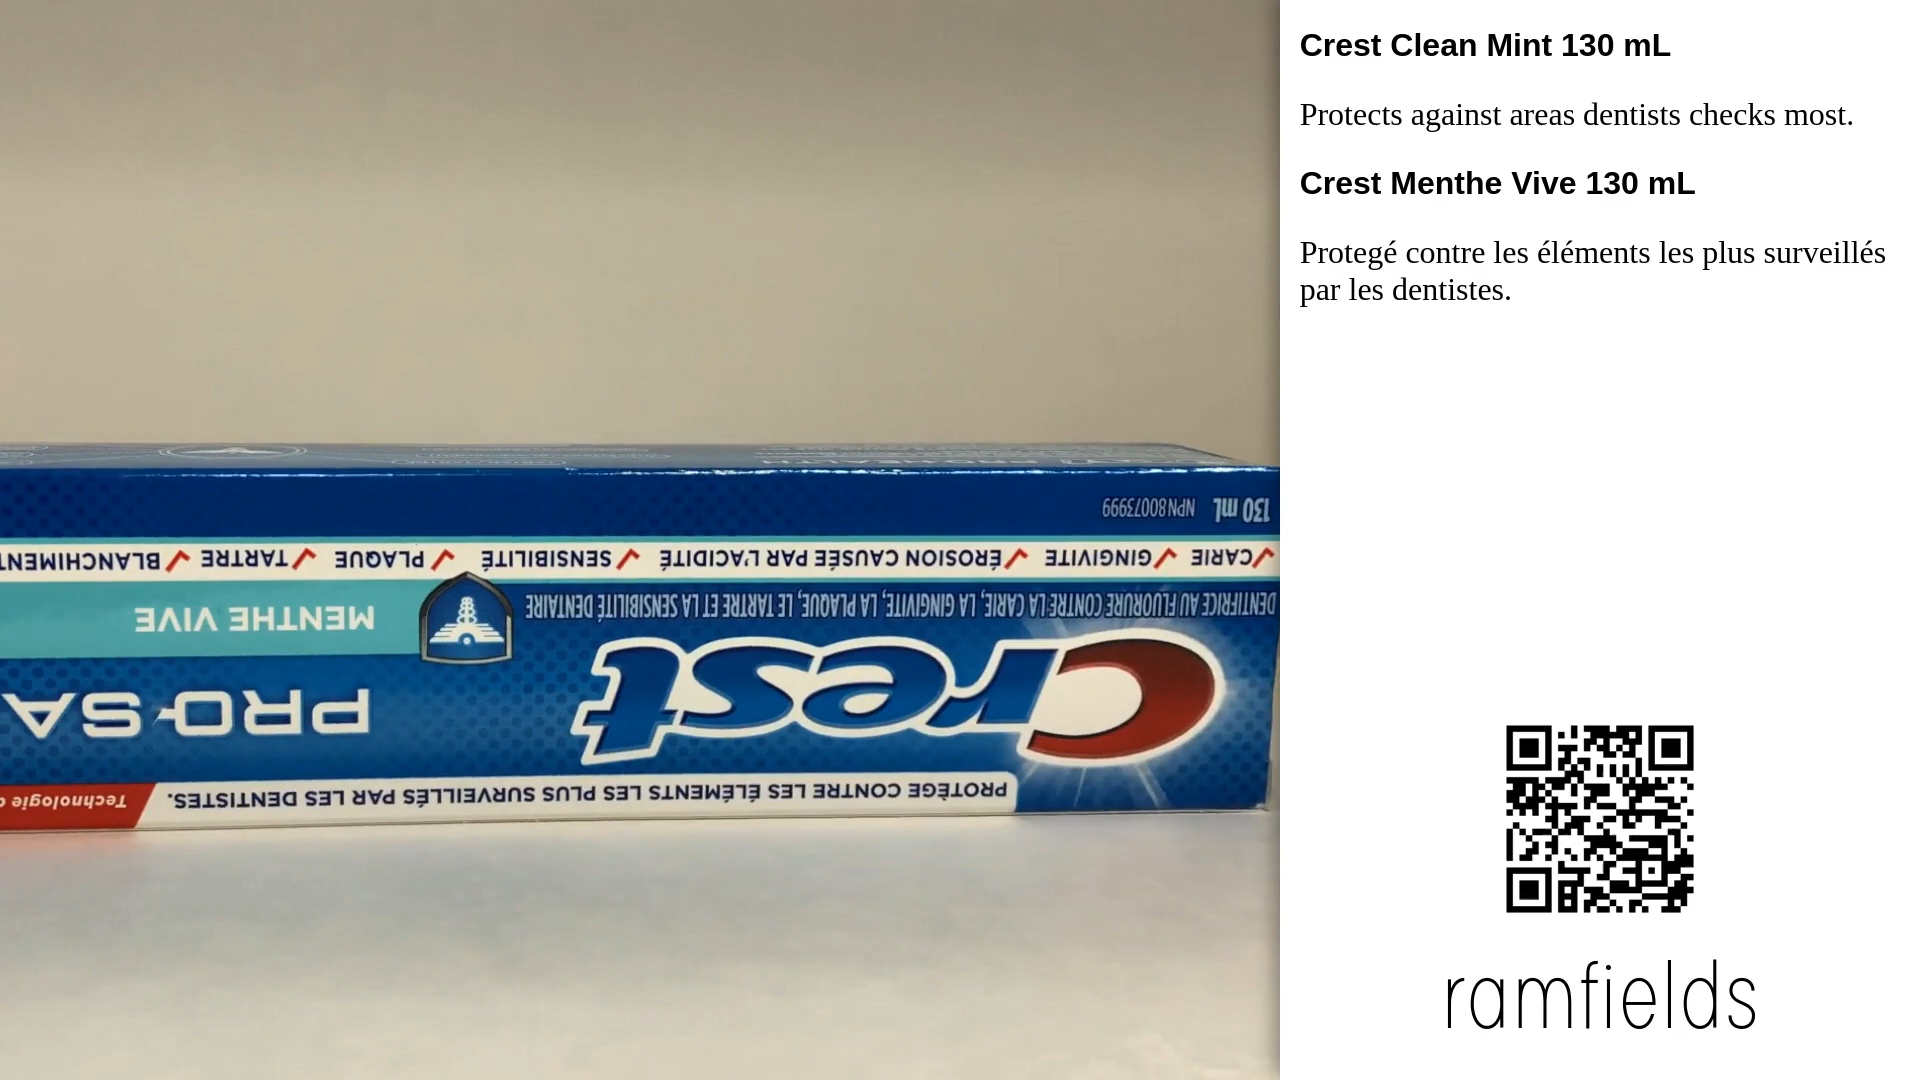 Crest Clean Mint 130 mL
Protects against areas dentists checks most.
Crest Menthe Vive 130 mL
Protegé contre les éléments les plus surveillés
par les dentistes.
ramfields
PROTÈGE CONTRE LES ÉLÉMENTS LES PLUS SURVEILLÉS PAR LES DENTISTES.
Technologie
Crest
PRO-SA
DENTIFRICE AU FLUORURE CONTRE LA CARIE, LA GINGIVITE, LA PLAQUE, LE TARTRE ET LA SENSIBILITÉ DENTAIRE
MENTHE VIVE
CARIE GINGIVITE ÉROSION CAUSÉE PAR L'ACIDITÉ SENSIBILITÉ PLAQUE TARTRE BLANCHIMENT
130 mL NPN 80073999